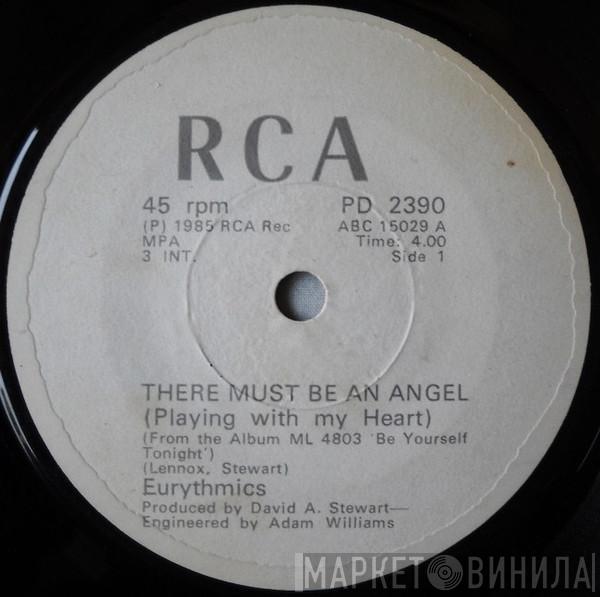 RCA
45 rpm PD 2390
(P) 1985 RCA Rec ABC 15029 A
MPA Time: 4.00
3 INT. Side 1
THERE MUST BE AN ANGEL
(Playing with my Heart)
(From the Album ML 4803 'Be Yourself
Tonight')
(Lennox, Stewart)
Eurythmics
Produced by David A. Stewart—
Engineered by Adam Williams
МАРКЕТ ВИНИЛА